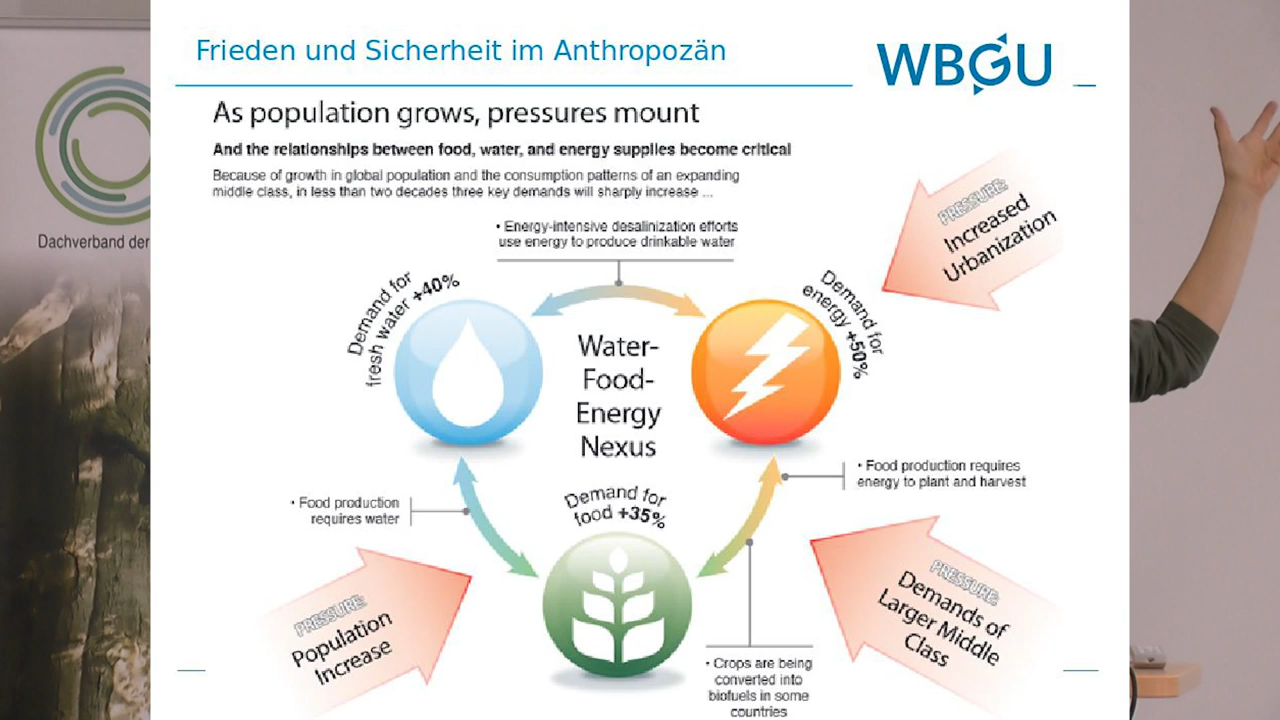 Frieden und Sicherheit im Anthropozän
WBGU
As population grows, pressures mount
And the relationships between food, water, and energy supplies become critical
Because of growth in global population and the consumption patterns of an expanding
middle class, in less than two decades three key demands will sharply increase ...
• Energy-intensive desalinization efforts
use energy to produce drinkable water
PRESSURE:
Increased
Urbanization
Dachverband der
Demand for
fresh water +40%
Demand for
energy +50%
Water-
Food-
Energy
Nexus
• Food production requires
energy to plant and harvest
• Food production
requires water
Demand for
food +35%
PRESSURE:
Population
Increase
PRESSURE:
Demands of
Larger Middle
Class
• Crops are being
converted into
biofuels in some
countries